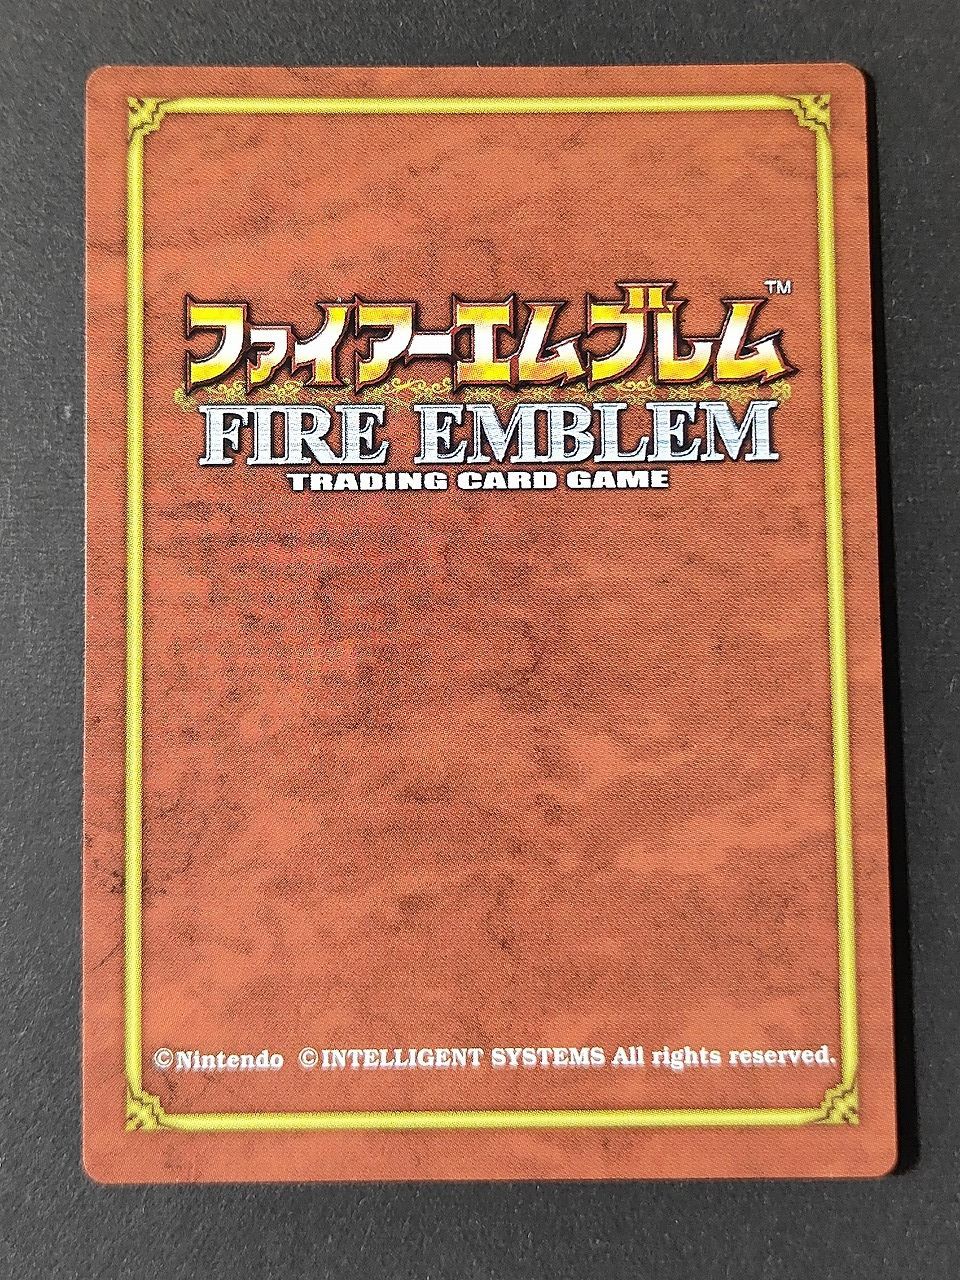 ファイアーエムブレム™
FIRE EMBLEM
TRADING CARD GAME
©Nintendo ©INTELLIGENT SYSTEMS All rights reserved.